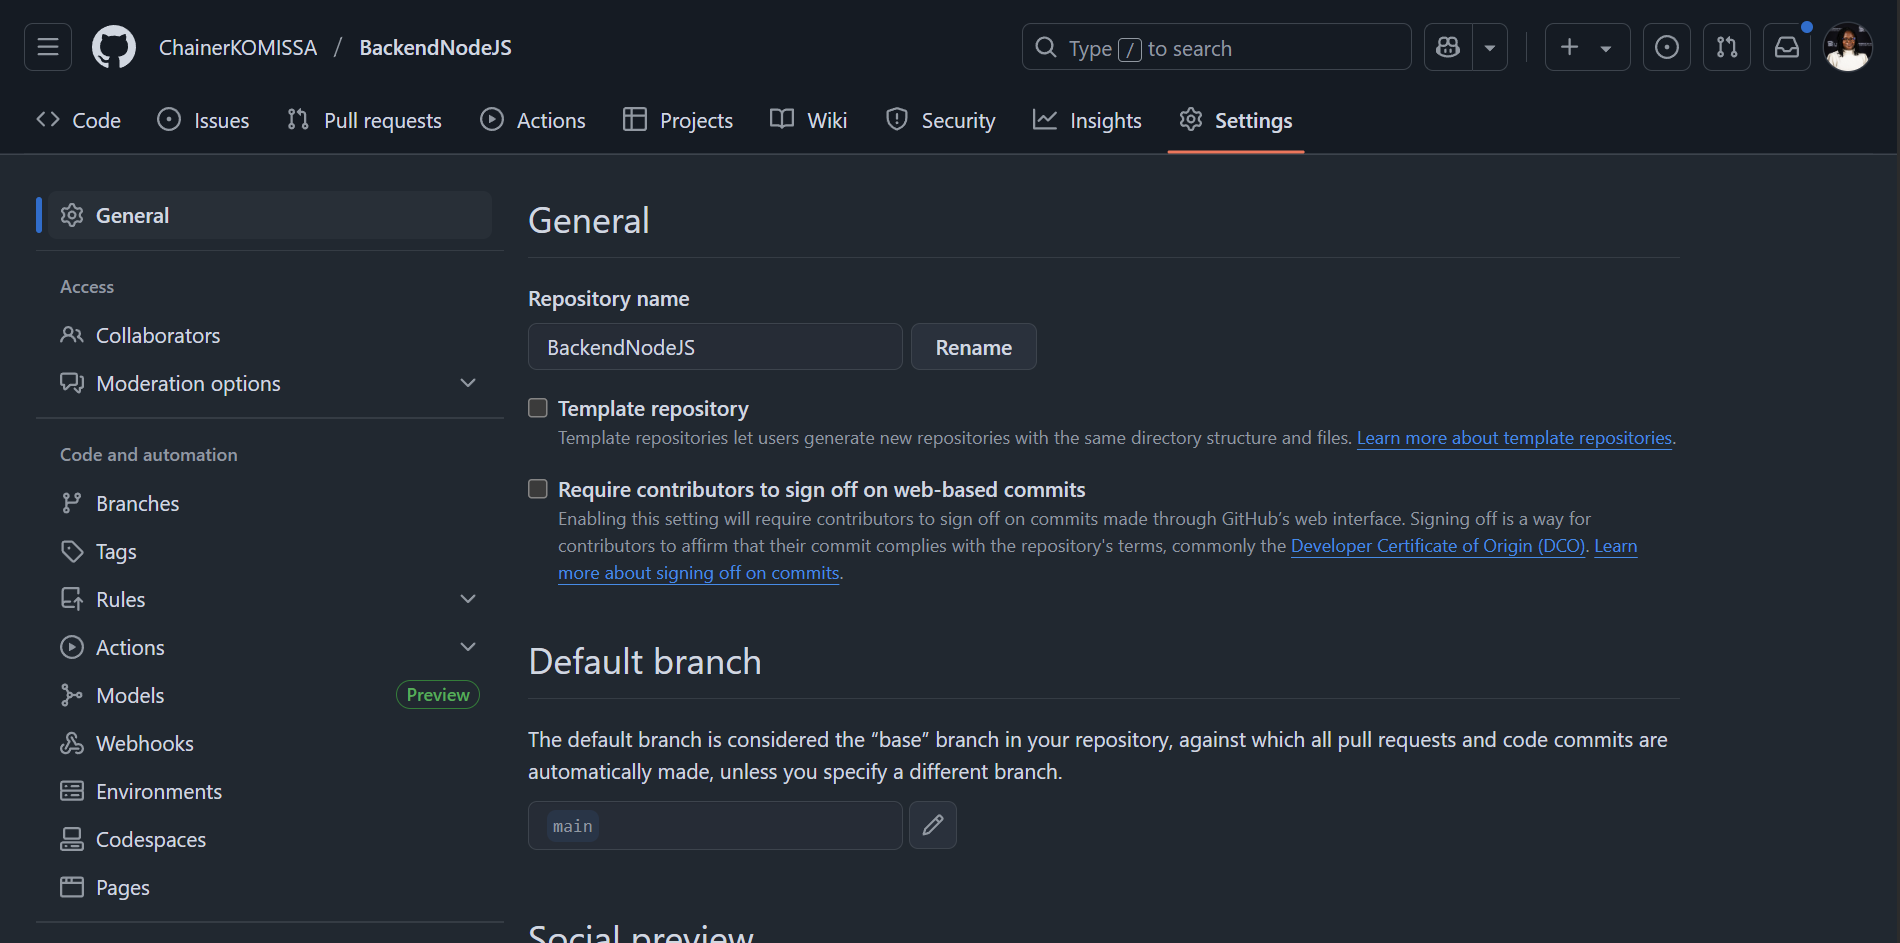 ChainerKOMISSA / BackendNodeJS
Type / to search
Code Issues Pull requests Actions Projects Wiki Security Insights Settings
General
Access
Collaborators
Moderation options
Code and automation
Branches
Tags
Rules
Actions
Models Preview
Webhooks
Environments
Codespaces
Pages
General
Repository name
BackendNodeJS Rename
Template repository
Template repositories let users generate new repositories with the same directory structure and files. Learn more about template repositories.
Require contributors to sign off on web-based commits
Enabling this setting will require contributors to sign off on commits made through GitHub’s web interface. Signing off is a way for
contributors to affirm that their commit complies with the repository's terms, commonly the Developer Certificate of Origin (DCO). Learn
more about signing off on commits.
Default branch
The default branch is considered the “base” branch in your repository, against which all pull requests and code commits are
automatically made, unless you specify a different branch.
main
Social preview